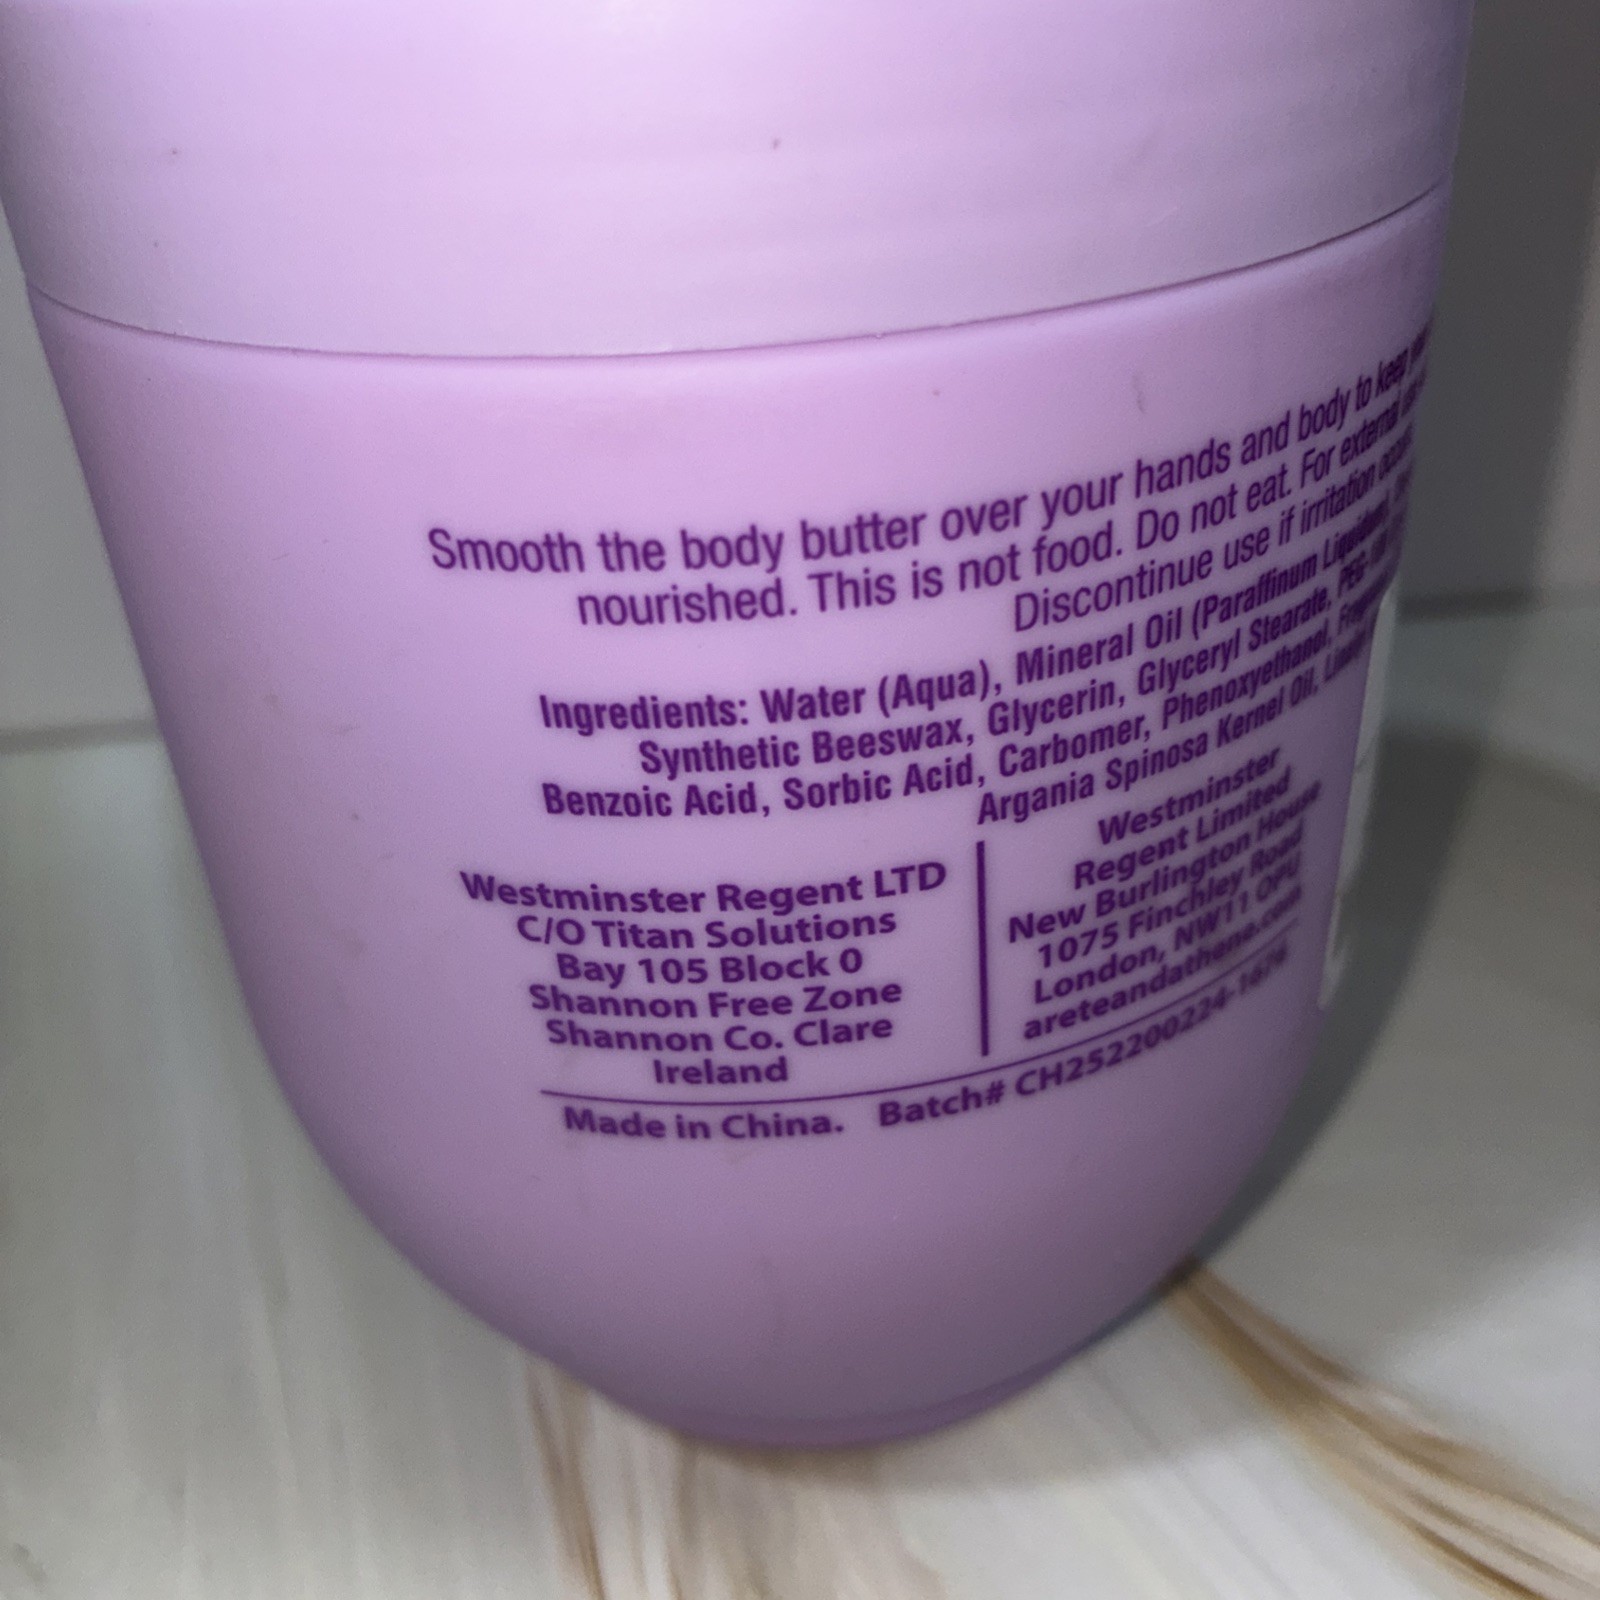 Smooth the body butter over your hands and body to keep
nourished. This is not food. Do not eat. For external
Discontinue use if irritation
Ingredients: Water (Aqua), Mineral Oil (Paraffinum
Synthetic Beeswax, Glycerin, Glyceryl Stearate,
Benzoic Acid, Sorbic Acid, Carbomer, Phenoxyethanol,
Argania Spinosa Kernel Oil,
Westminster Regent LTD
C/O Titan Solutions
Bay 105 Block 0
Shannon Free Zone
Shannon Co. Clare
Ireland
Westminster
Regent Limited
New Burlington House
1075 Finchley Road
London, NW11 0PU
areteandathene.com
Made in China. Batch# CH252200224-1676